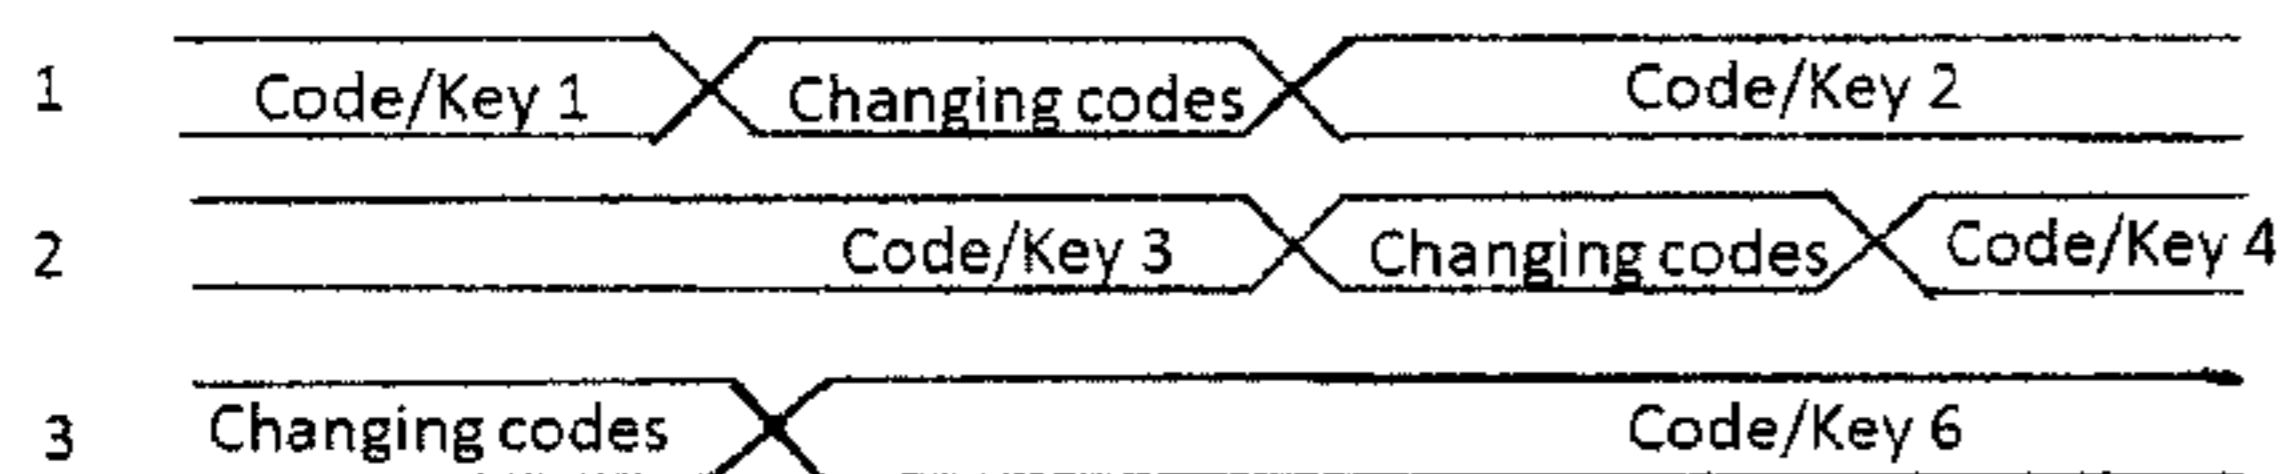 1 Code/Key 1 Changing codes Code/Key 2
2 Code/Key 3 Changing codes Code/Key 4
3 Changing codes Code/Key 6